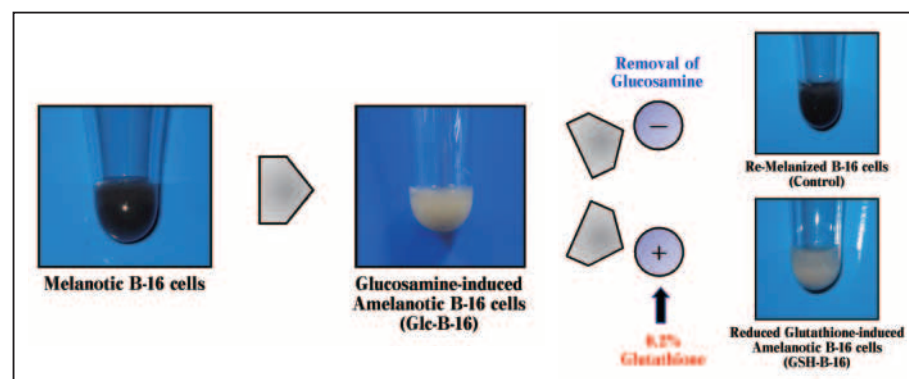 Removal of
Glucosamine
−
Re-Melanized B-16 cells
(Control)
Melanotic B-16 cells
Glucosamine-induced
Amelanotic B-16 cells
(Glc-B-16)
+
0.2%
Glutathione
Reduced Glutathione-induced
Amelanotic B-16 cells
(GSH-B-16)